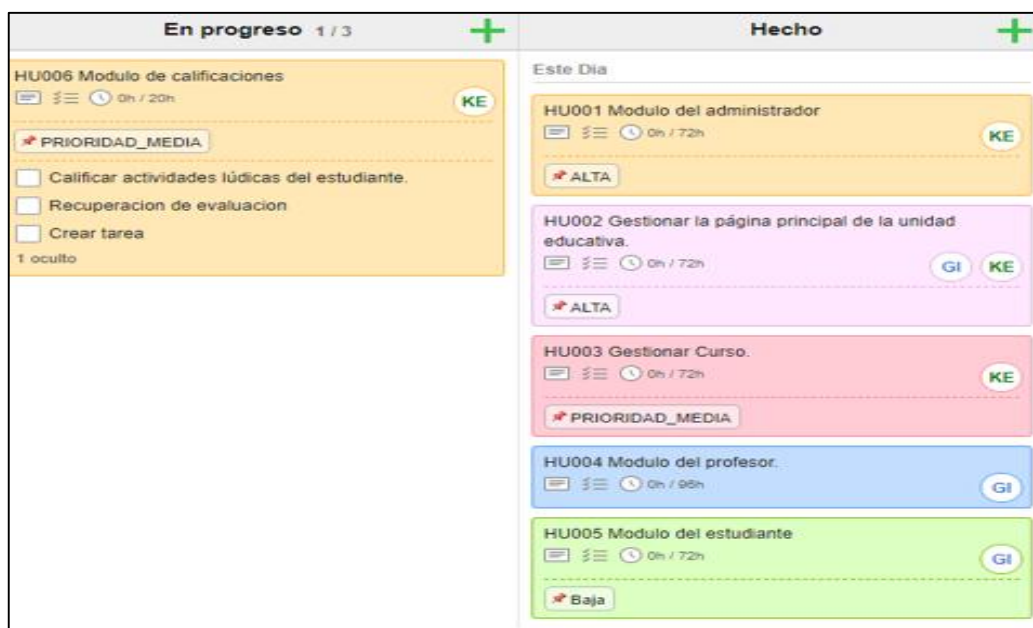 En progreso 1 / 3
HU006 Modulo de calificaciones
0h / 20h
KE
PRIORIDAD_MEDIA
Calificar actividades lúdicas del estudiante.
Recuperacion de evaluacion
Crear tarea
1 oculto
Hecho
Este Dia
HU001 Modulo del administrador
0h / 72h
KE
ALTA
HU002 Gestionar la página principal de la unidad
educativa.
0h / 72h
GI KE
ALTA
HU003 Gestionar Curso.
0h / 72h
KE
PRIORIDAD_MEDIA
HU004 Modulo del profesor.
0h / 96h
GI
HU005 Modulo del estudiante
0h / 72h
GI
Baja